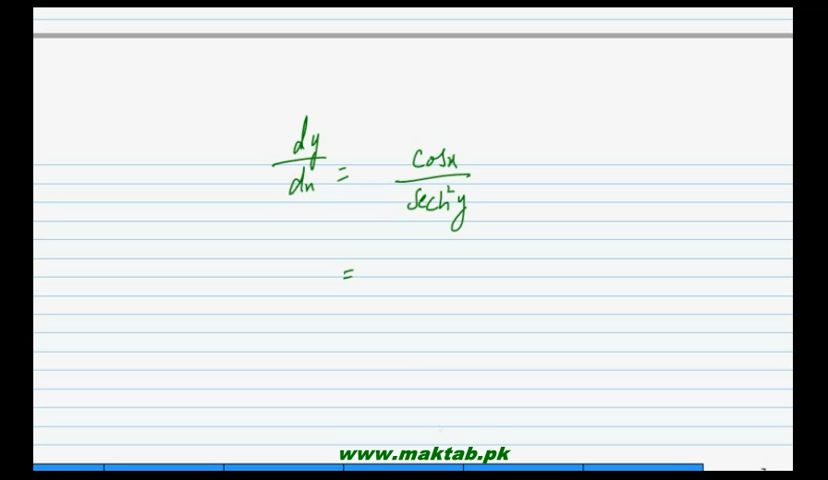 dy/dx = cosx/sech²y
=
www.maktab.pk